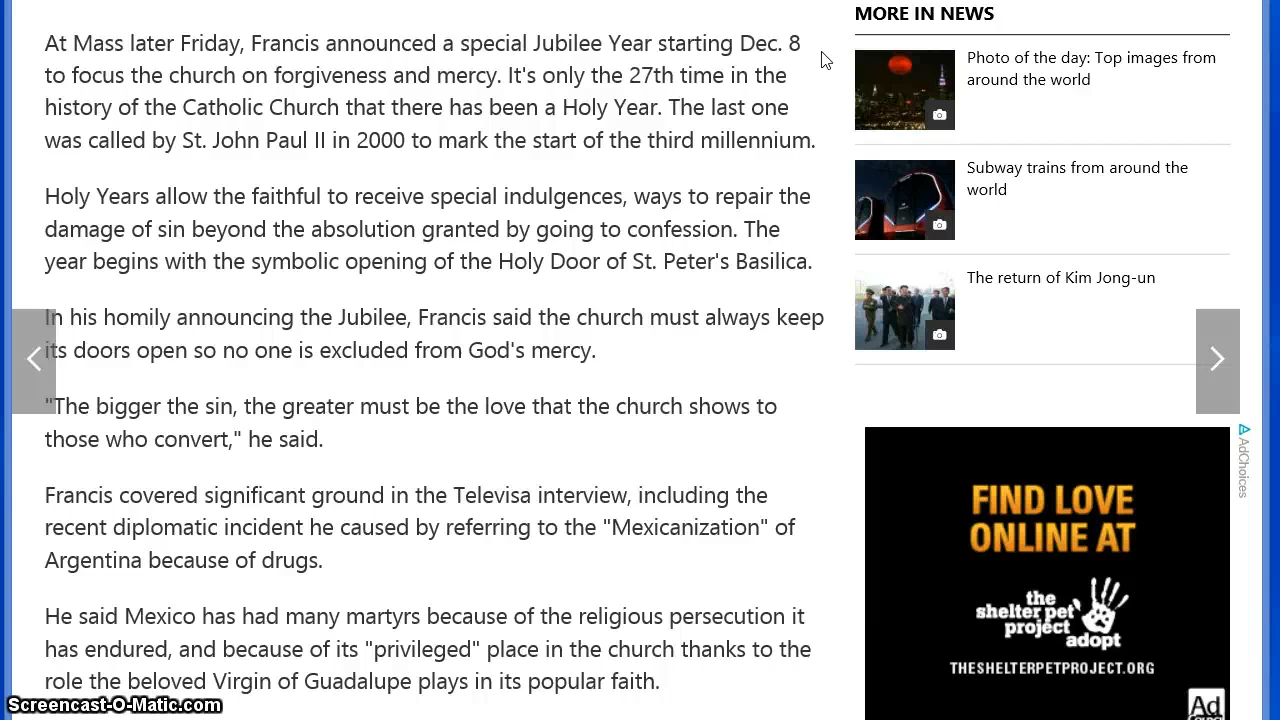 At Mass later Friday, Francis announced a special Jubilee Year starting Dec. 8
to focus the church on forgiveness and mercy. It's only the 27th time in the
history of the Catholic Church that there has been a Holy Year. The last one
was called by St. John Paul II in 2000 to mark the start of the third millennium.
Holy Years allow the faithful to receive special indulgences, ways to repair the
damage of sin beyond the absolution granted by going to confession. The
year begins with the symbolic opening of the Holy Door of St. Peter's Basilica.
In his homily announcing the Jubilee, Francis said the church must always keep
its doors open so no one is excluded from God's mercy.
"The bigger the sin, the greater must be the love that the church shows to
those who convert," he said.
Francis covered significant ground in the Televisa interview, including the
recent diplomatic incident he caused by referring to the "Mexicanization" of
Argentina because of drugs.
He said Mexico has had many martyrs because of the religious persecution it
has endured, and because of its "privileged" place in the church thanks to the
role the beloved Virgin of Guadalupe plays in its popular faith.
Screencast-O-Matic.com
MORE IN NEWS
Photo of the day: Top images from
around the world
Subway trains from around the
world
The return of Kim Jong-un
AdChoices
FIND LOVE
ONLINE AT
the
shelter pet
project
adopt
THESHELTERPETPROJECT.ORG
Ad